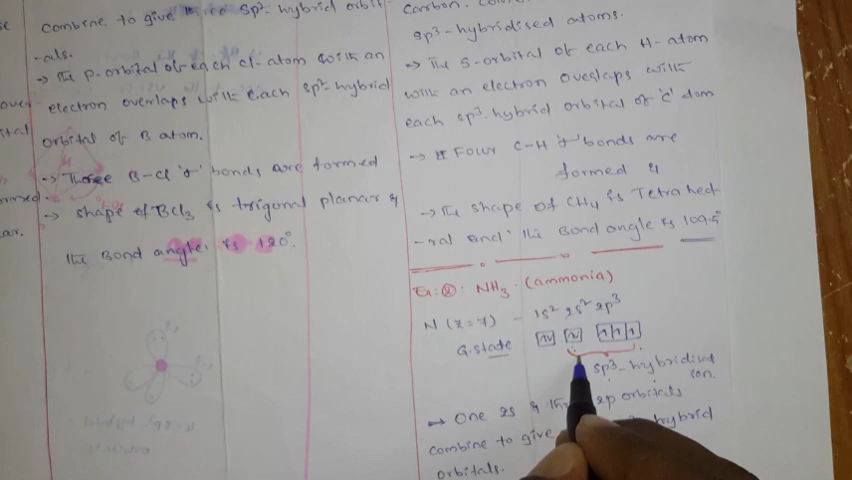 combine to give three sp²-hybrid orbit-
-als.
→ The p-orbital of each cl-atom with an
electron overlaps with each sp²-hybrid
orbital of B atom.
→ Three B-Cl 'σ' bonds are formed
→ shape of BCl₃ is trigonal planar &
the Bond angle is 120°.
sp³-hybridised atoms.
→ The s-orbital of each H-atom
with an electron overlaps with
each sp³-hybrid orbital of 'c' atom
→ Four C-H 'σ' bonds are
formed &
→ The shape of CH₄ is Tetrahed
-ral and the Bond angle is 109.5°
Ex:②: NH₃. (ammonia)
N (z=7) - 1s² 2s² 2p³
G.state
sp³-hybridisat
ion.
→ One 2s & 2p orbitals
combine to give hybrid
orbitals.